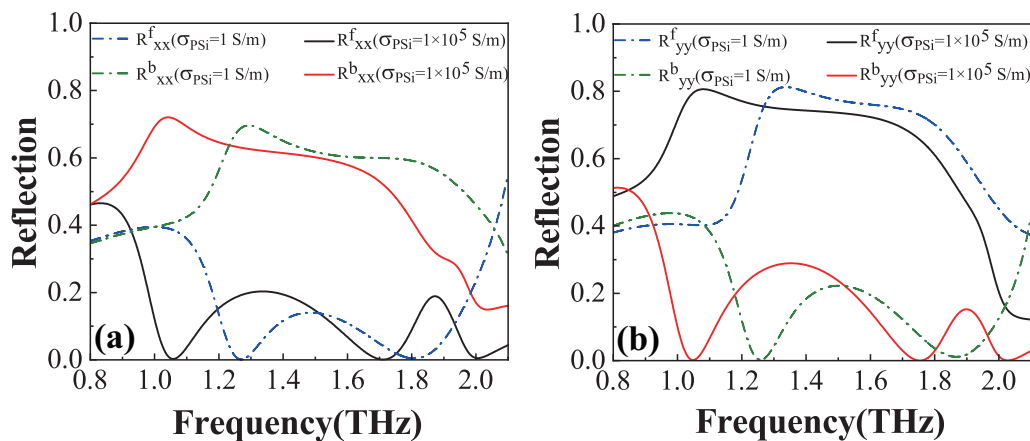 R^f_xx(σ_PSi=1 S/m) R^f_xx(σ_PSi=1×10^5 S/m)
R^b_xx(σ_PSi=1 S/m) R^b_xx(σ_PSi=1×10^5 S/m)
1.0
0.8
0.6
0.4
0.2
0.0
Reflection
(a)
0.8 1.0 1.2 1.4 1.6 1.8 2.0
Frequency(THz)
R^f_yy(σ_PSi=1 S/m) R^f_yy(σ_PSi=1×10^5 S/m)
R^b_yy(σ_PSi=1 S/m) R^b_yy(σ_PSi=1×10^5 S/m)
1.0
0.8
0.6
0.4
0.2
0.0
Reflection
(b)
0.8 1.0 1.2 1.4 1.6 1.8 2.0
Frequency(THz)